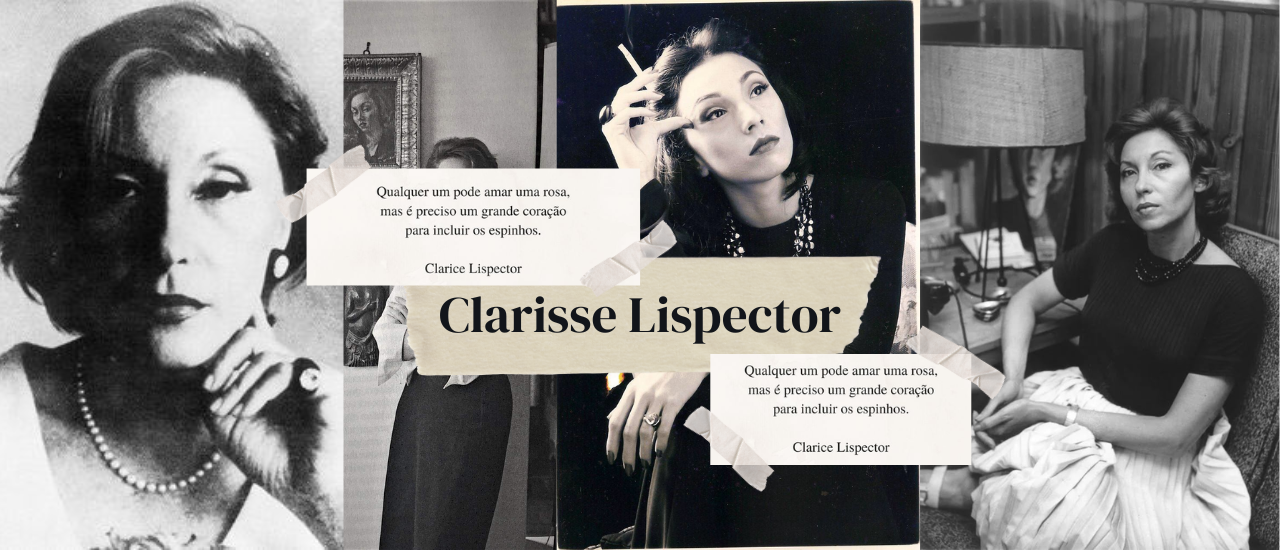 Qualquer um pode amar uma rosa,
mas é preciso um grande coração
para incluir os espinhos.
Clarice Lispector
Clarisse Lispector
Qualquer um pode amar uma rosa,
mas é preciso um grande coração
para incluir os espinhos.
Clarice Lispector